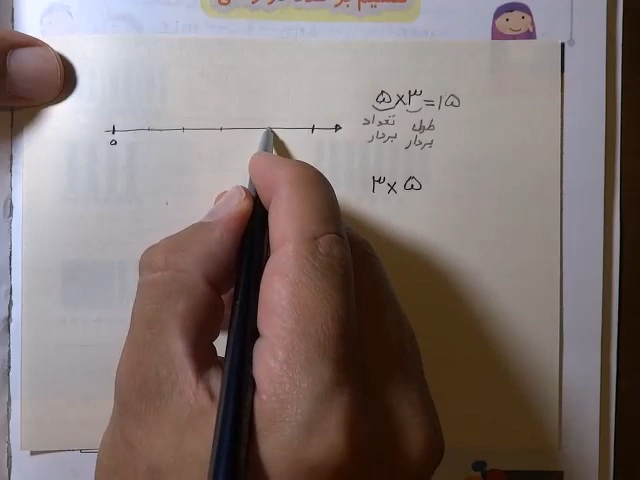 ۵×۳=۱۵
تعداد بردار
طول بردار
۳×۵
۰